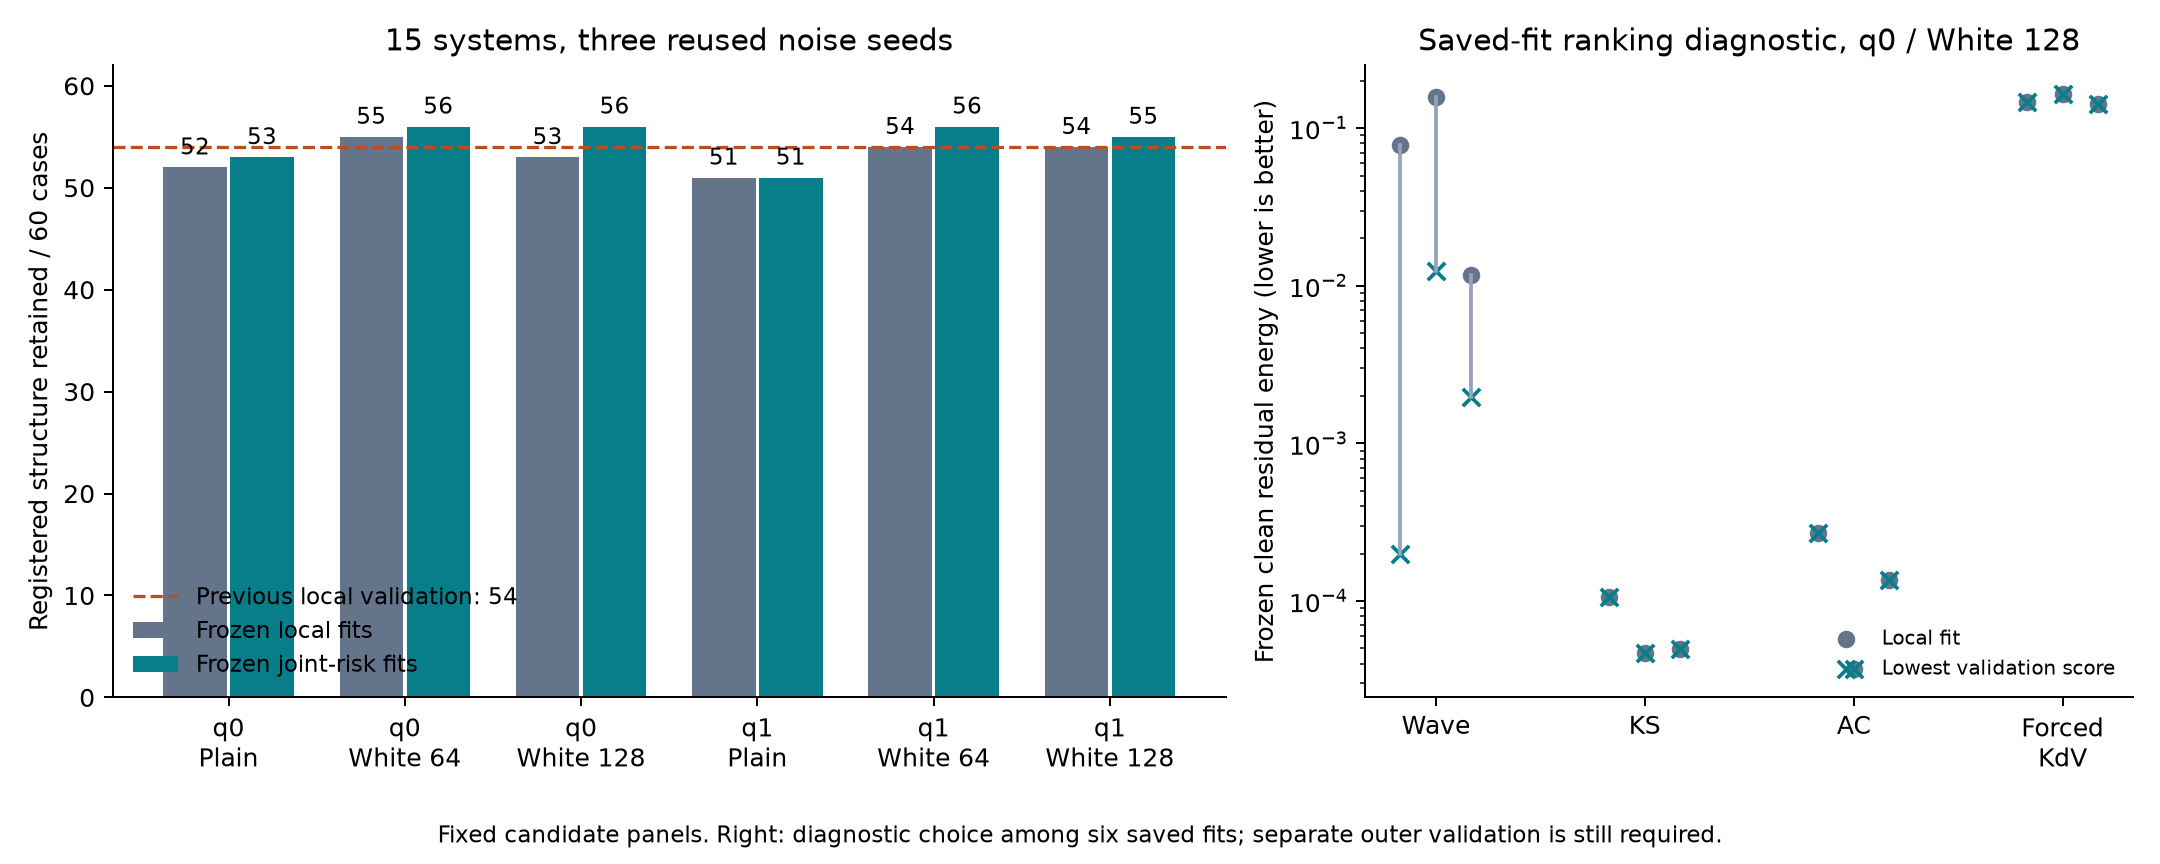 15 systems, three reused noise seeds
Registered structure retained / 60 cases
60
50
40
30
20
10
0
52
53
55
56
53
56
51
51
54
56
54
55
Previous local validation: 54
Frozen local fits
Frozen joint-risk fits
q0
Plain
q0
White 64
q0
White 128
q1
Plain
q1
White 64
q1
White 128
Saved-fit ranking diagnostic, q0 / White 128
Frozen clean residual energy (lower is better)
10⁻¹
10⁻²
10⁻³
10⁻⁴
Local fit
Lowest validation score
Wave
KS
AC
Forced
KdV
Fixed candidate panels. Right: diagnostic choice among six saved fits; separate outer validation is still required.